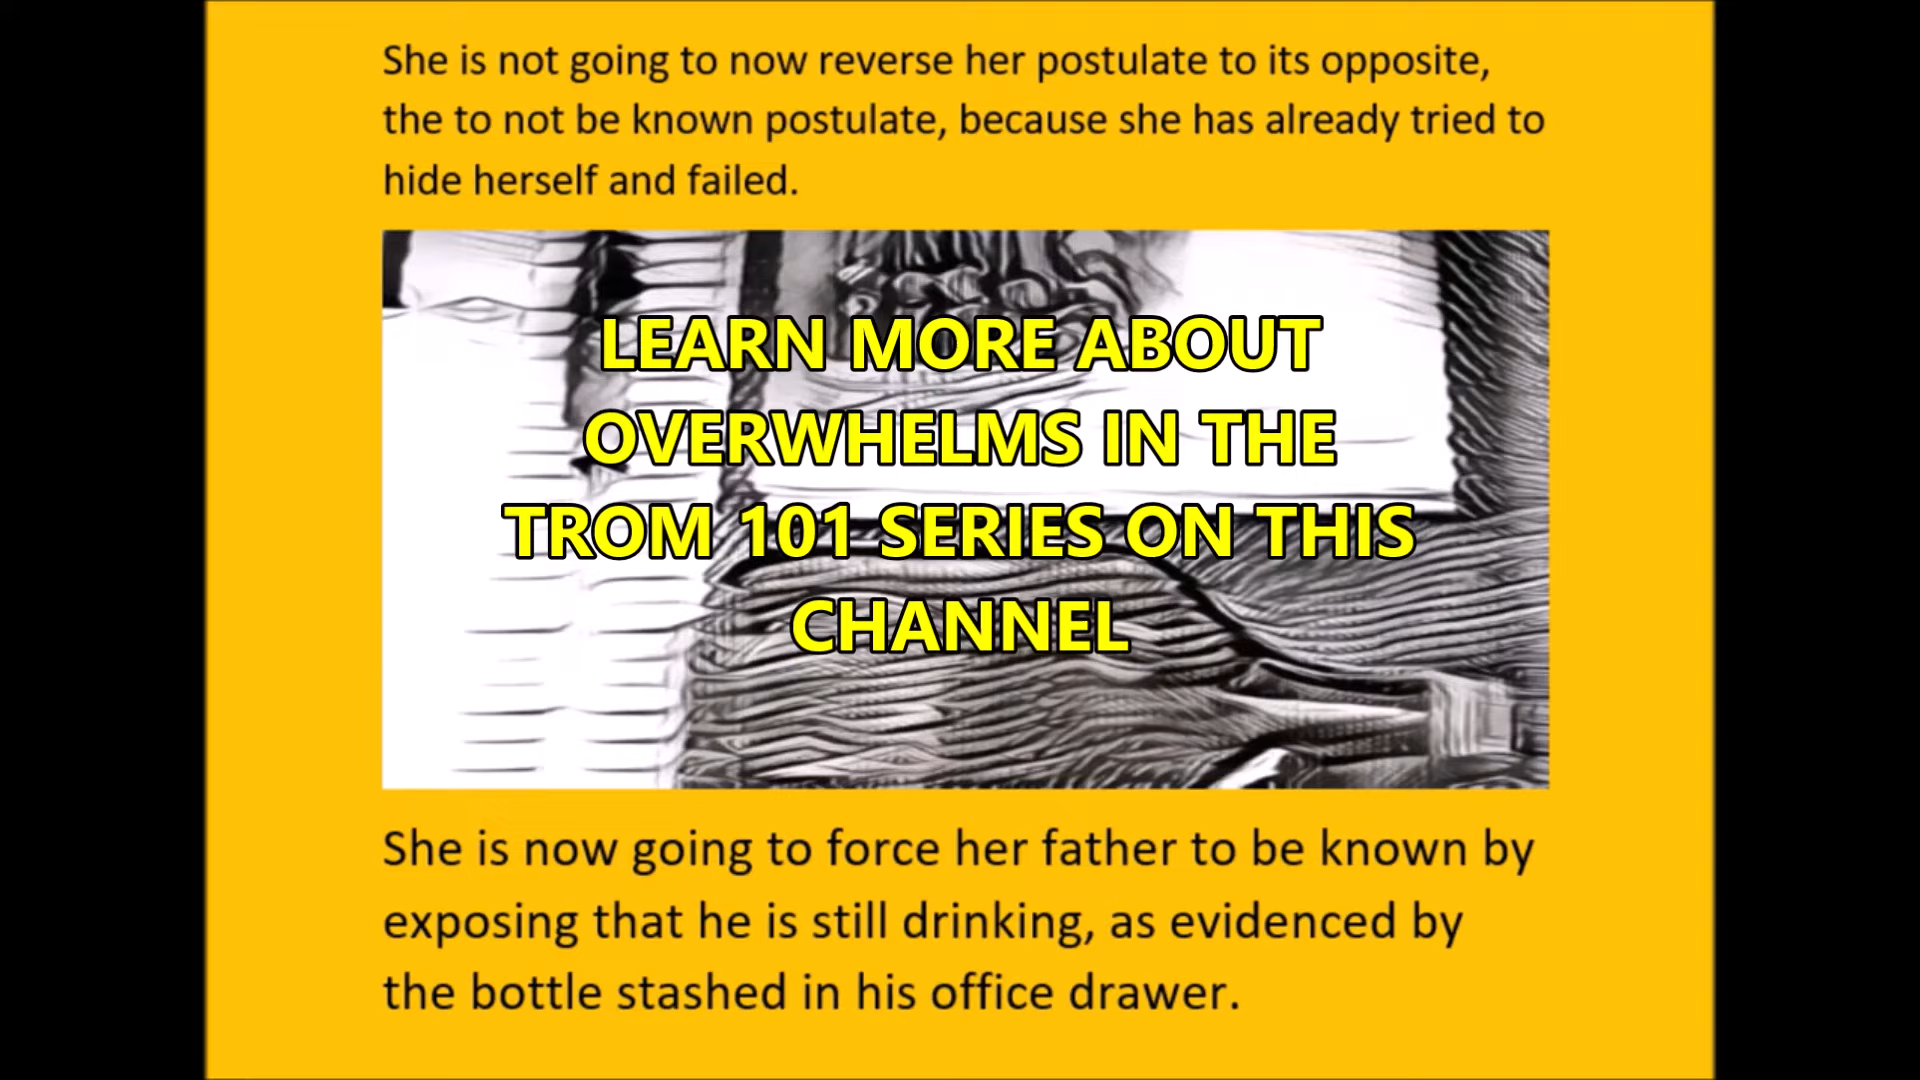 She is not going to now reverse her postulate to its opposite,
the to not be known postulate, because she has already tried to
hide herself and failed.
LEARN MORE ABOUT
OVERWHELMS IN THE
TROM 101 SERIES ON THIS
CHANNEL
She is now going to force her father to be known by
exposing that he is still drinking, as evidenced by
the bottle stashed in his office drawer.